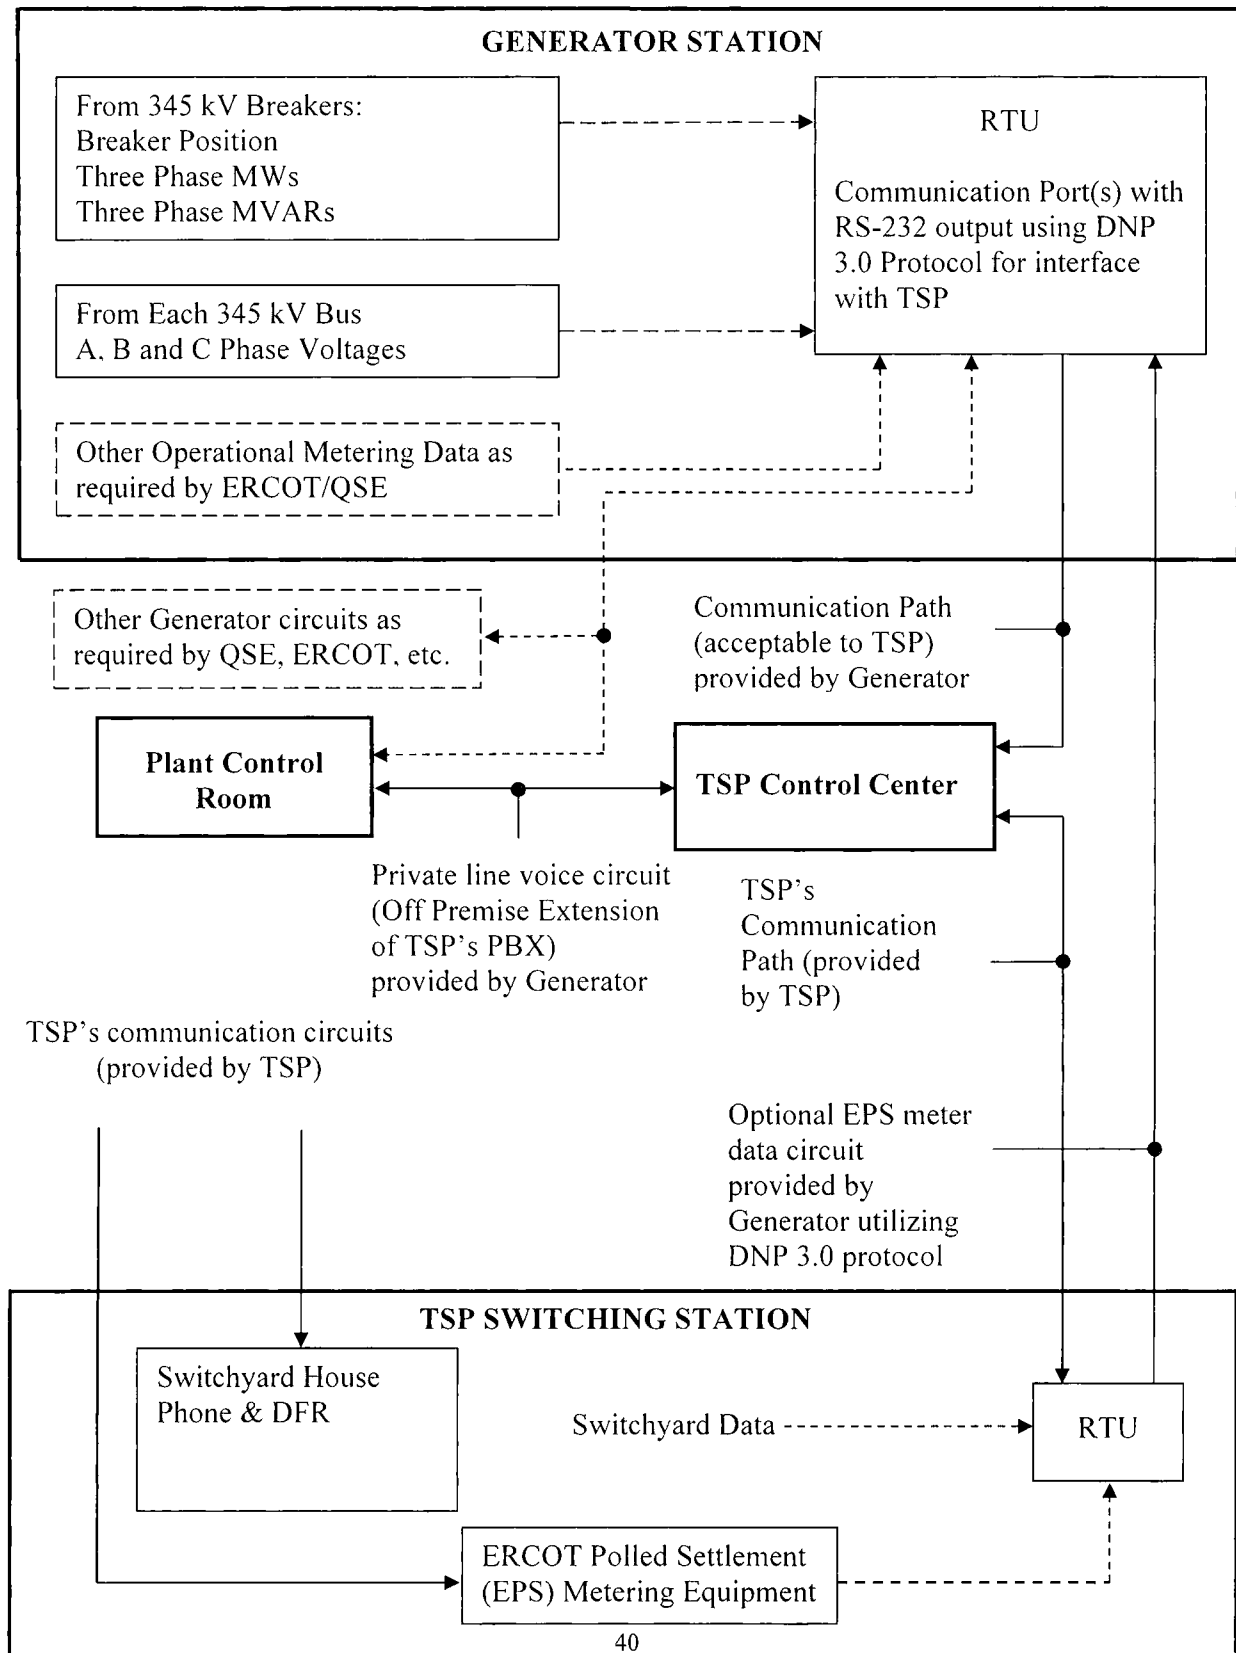 GENERATOR STATION
From 345 kV Breakers:
Breaker Position
Three Phase MWs
Three Phase MVARs
RTU
Communication Port(s) with
RS-232 output using DNP
3.0 Protocol for interface
with TSP
From Each 345 kV Bus
A, B and C Phase Voltages
Other Operational Metering Data as
required by ERCOT/QSE
Other Generator circuits as
required by QSE, ERCOT, etc.
Communication Path
(acceptable to TSP)
provided by Generator
Plant Control
Room
TSP Control Center
Private line voice circuit
(Off Premise Extension
of TSP's PBX)
provided by Generator
TSP's
Communication
Path (provided
by TSP)
TSP's communication circuits
(provided by TSP)
Optional EPS meter
data circuit
provided by
Generator utilizing
DNP 3.0 protocol
TSP SWITCHING STATION
Switchyard House
Phone & DFR
Switchyard Data
RTU
ERCOT Polled Settlement
(EPS) Metering Equipment
40